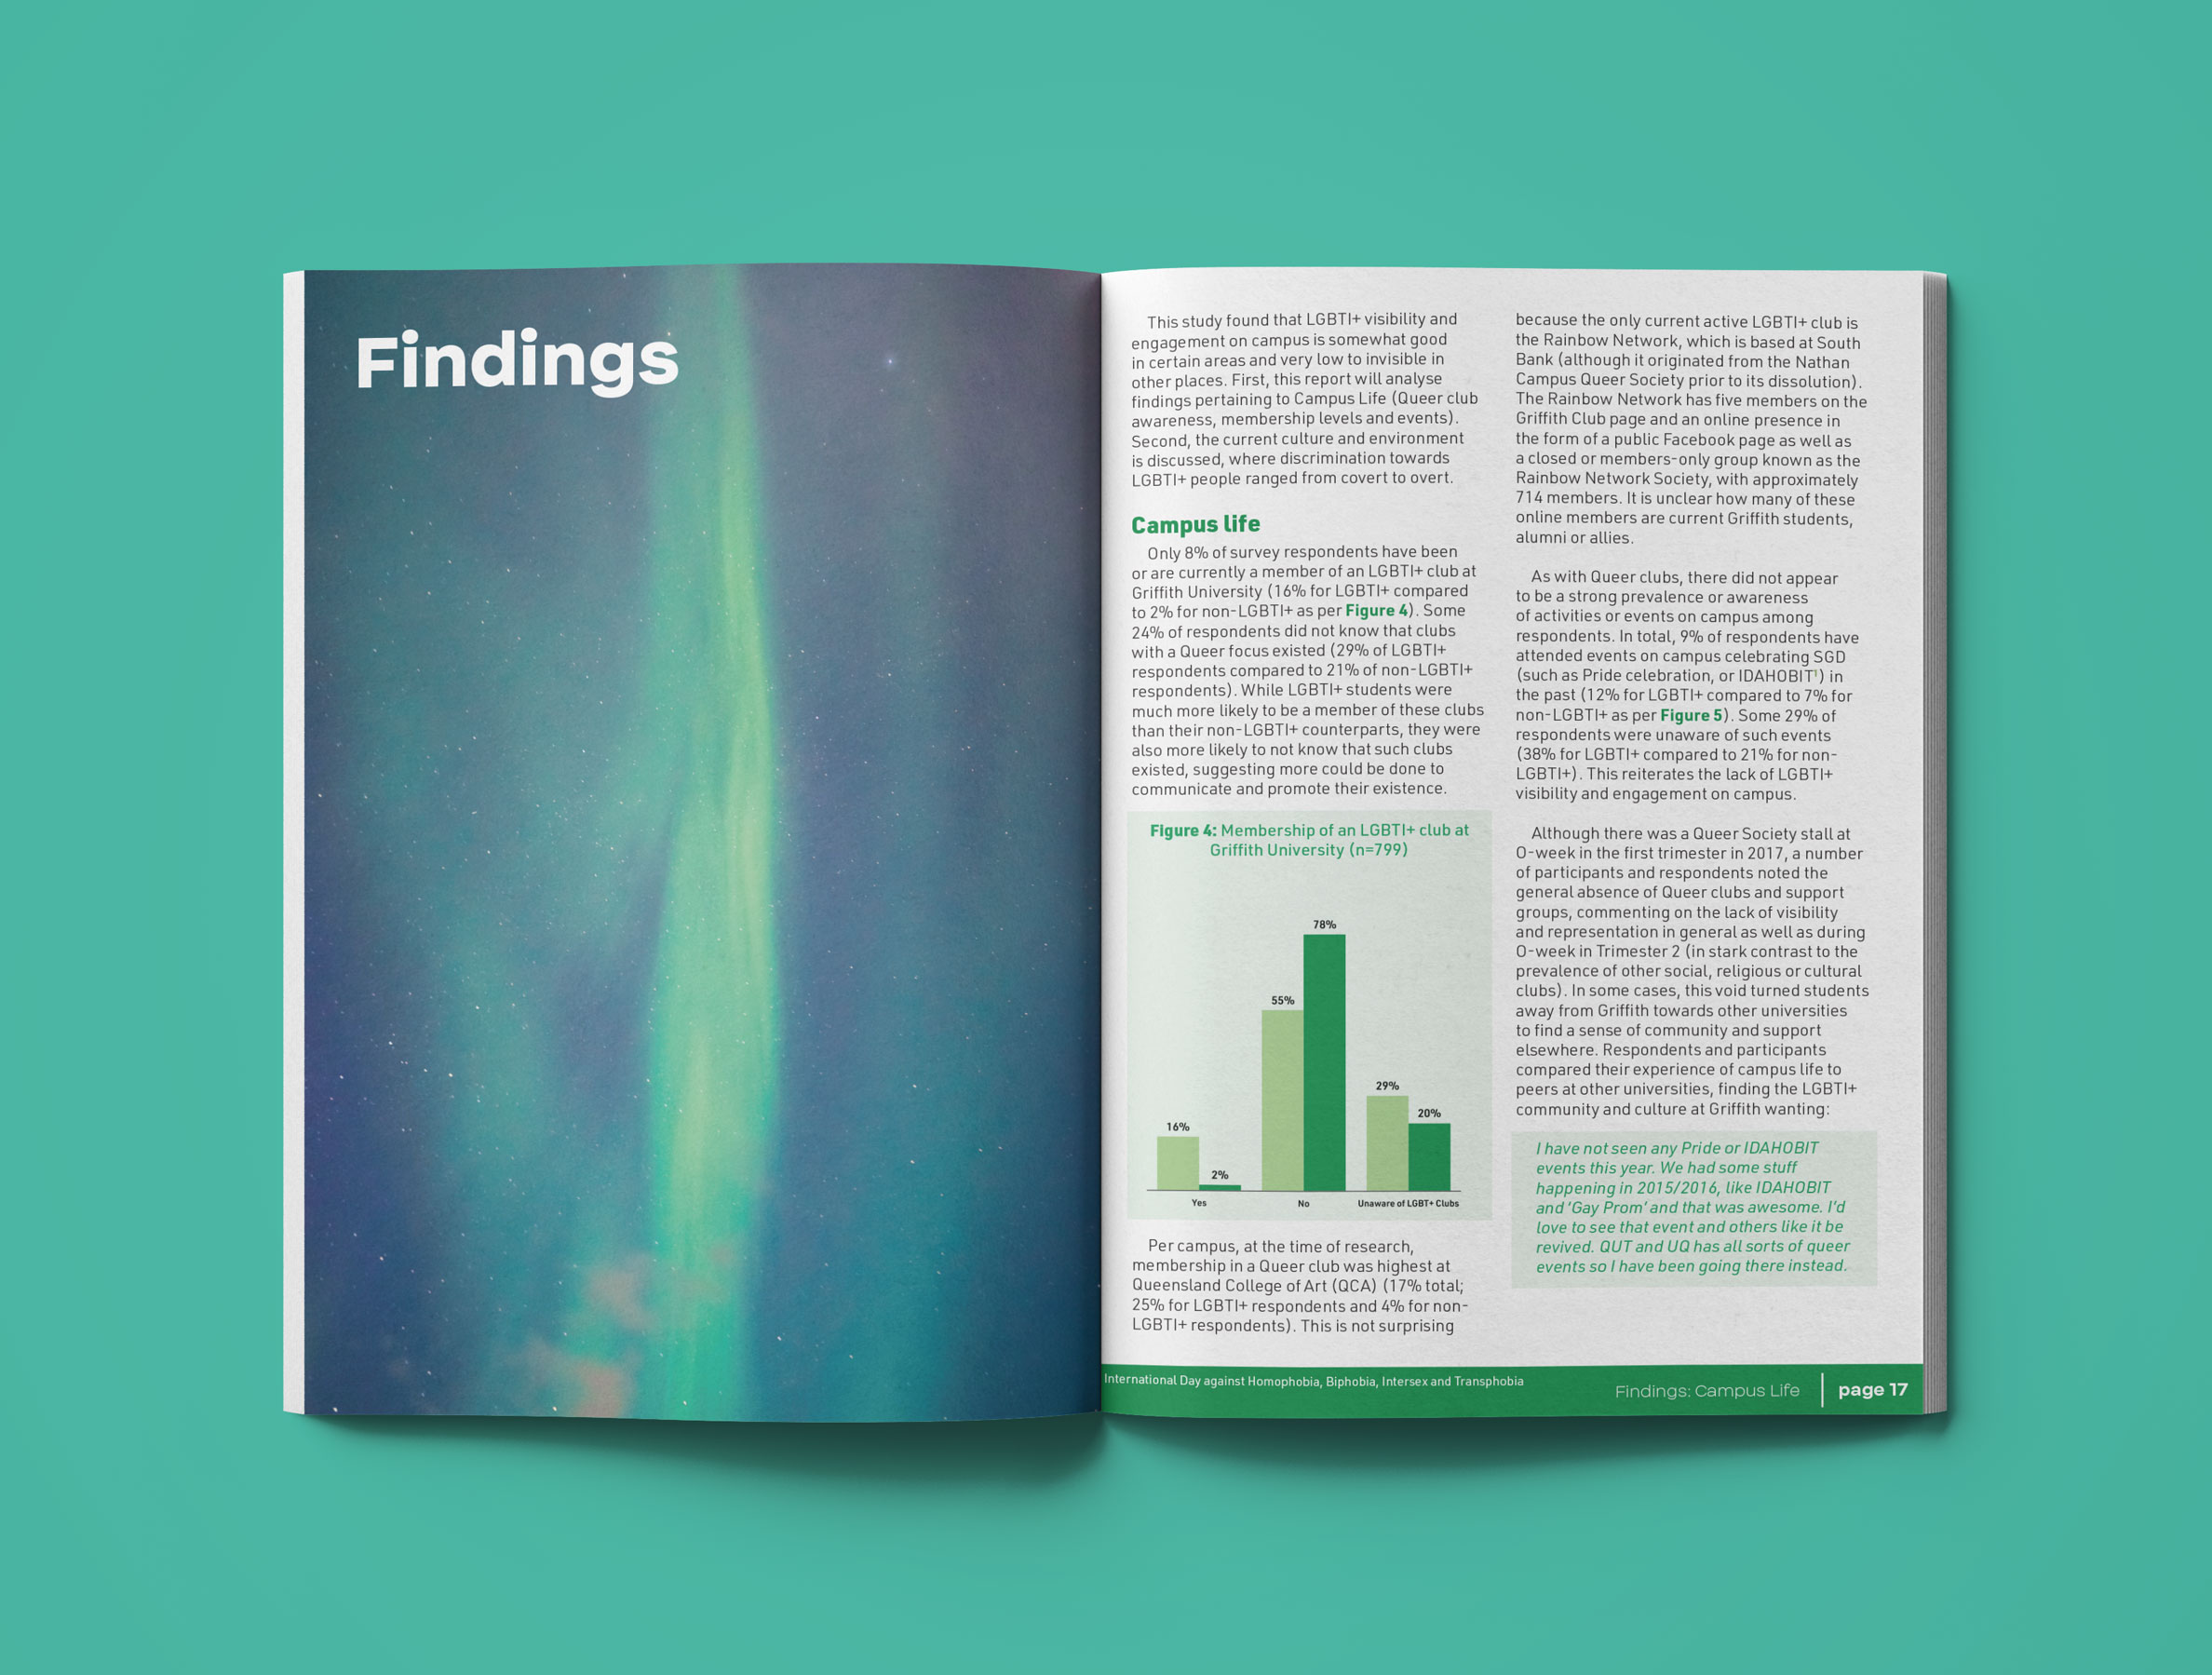 Findings
This study found that LGBTI+ visibility and
engagement on campus is somewhat good
in certain areas and very low to invisible in
other places. First, this report will analyse
findings pertaining to Campus Life (Queer club
awareness, membership levels and events).
Second, the current culture and environment
is discussed, where discrimination towards
LGBTI+ people ranged from covert to overt.
Campus life
Only 8% of survey respondents have been
or are currently a member of an LGBTI+ club at
Griffith University (16% for LGBTI+ compared
to 2% for non-LGBTI+ as per Figure 4). Some
24% of respondents did not know that clubs
with a Queer focus existed (29% of LGBTI+
respondents compared to 21% of non-LGBTI+
respondents). While LGBTI+ students were
much more likely to be a member of these clubs
than their non-LGBTI+ counterparts, they were
also more likely to not know that such clubs
existed, suggesting more could be done to
communicate and promote their existence.
Figure 4: Membership of an LGBTI+ club at
Griffith University (n=799)
16%
2%
55%
78%
29%
20%
Yes
No
Unaware of LGBT+ Clubs
Per campus, at the time of research,
membership in a Queer club was highest at
Queensland College of Art (QCA) (17% total;
25% for LGBTI+ respondents and 4% for non-
LGBTI+ respondents). This is not surprising
because the only current active LGBTI+ club is
the Rainbow Network, which is based at South
Bank (although it originated from the Nathan
Campus Queer Society prior to its dissolution).
The Rainbow Network has five members on the
Griffith Club page and an online presence in
the form of a public Facebook page as well as
a closed or members-only group known as the
Rainbow Network Society, with approximately
714 members. It is unclear how many of these
online members are current Griffith students,
alumni or allies.
As with Queer clubs, there did not appear
to be a strong prevalence or awareness
of activities or events on campus among
respondents. In total, 9% of respondents have
attended events on campus celebrating SGD
(such as Pride celebration, or IDAHOBIT¹) in
the past (12% for LGBTI+ compared to 7% for
non-LGBTI+ as per Figure 5). Some 29% of
respondents were unaware of such events
(38% for LGBTI+ compared to 21% for non-
LGBTI+). This reiterates the lack of LGBTI+
visibility and engagement on campus.
Although there was a Queer Society stall at
O-week in the first trimester in 2017, a number
of participants and respondents noted the
general absence of Queer clubs and support
groups, commenting on the lack of visibility
and representation in general as well as during
O-week in Trimester 2 (in stark contrast to the
prevalence of other social, religious or cultural
clubs). In some cases, this void turned students
away from Griffith towards other universities
to find a sense of community and support
elsewhere. Respondents and participants
compared their experience of campus life to
peers at other universities, finding the LGBTI+
community and culture at Griffith wanting:
I have not seen any Pride or IDAHOBIT
events this year. We had some stuff
happening in 2015/2016, like IDAHOBIT
and ‘Gay Prom’ and that was awesome. I’d
love to see that event and others like it be
revived. QUT and UQ has all sorts of queer
events so I have been going there instead.
International Day against Homophobia, Biphobia, Intersex and Transphobia
Findings: Campus Life
page 17